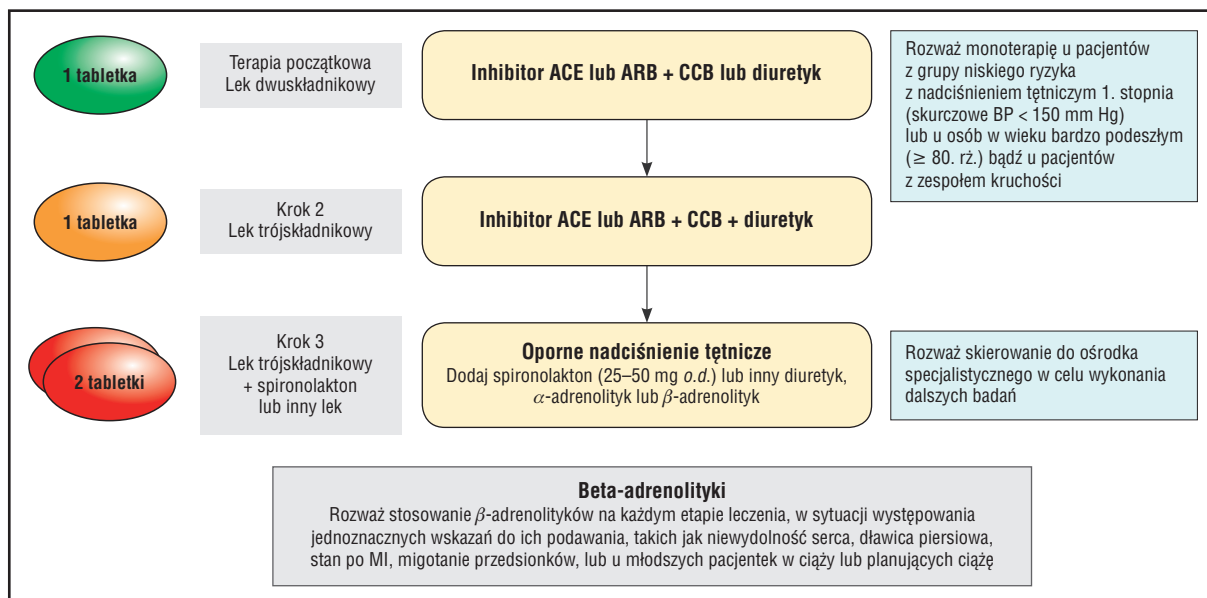 1 tabletka
Terapia początkowa
Lek dwuskładnikowy
Inhibitor ACE lub ARB + CCB lub diuretyk
Rozważ monoterapię u pacjentów
z grupy niskiego ryzyka
z nadciśnieniem tętniczym 1. stopnia
(skurczowe BP < 150 mm Hg)
lub u osób w wieku bardzo podeszłym
(≥ 80. rż.) bądź u pacjentów
z zespołem kruchości
1 tabletka
Krok 2
Lek trójskładnikowy
Inhibitor ACE lub ARB + CCB + diuretyk
2 tabletki
Krok 3
Lek trójskładnikowy
+ spironolakton
lub inny lek
Oporne nadciśnienie tętnicze
Dodaj spironolakton (25–50 mg o.d.) lub inny diuretyk,
α-adrenolityk lub β-adrenolityk
Rozważ skierowanie do ośrodka
specjalistycznego w celu wykonania
dalszych badań
Beta-adrenolityki
Rozważ stosowanie β-adrenolityków na każdym etapie leczenia, w sytuacji występowania
jednoznacznych wskazań do ich podawania, takich jak niewydolność serca, dławica piersiowa,
stan po MI, migotanie przedsionków, lub u młodszych pacjentek w ciąży lub planujących ciążę